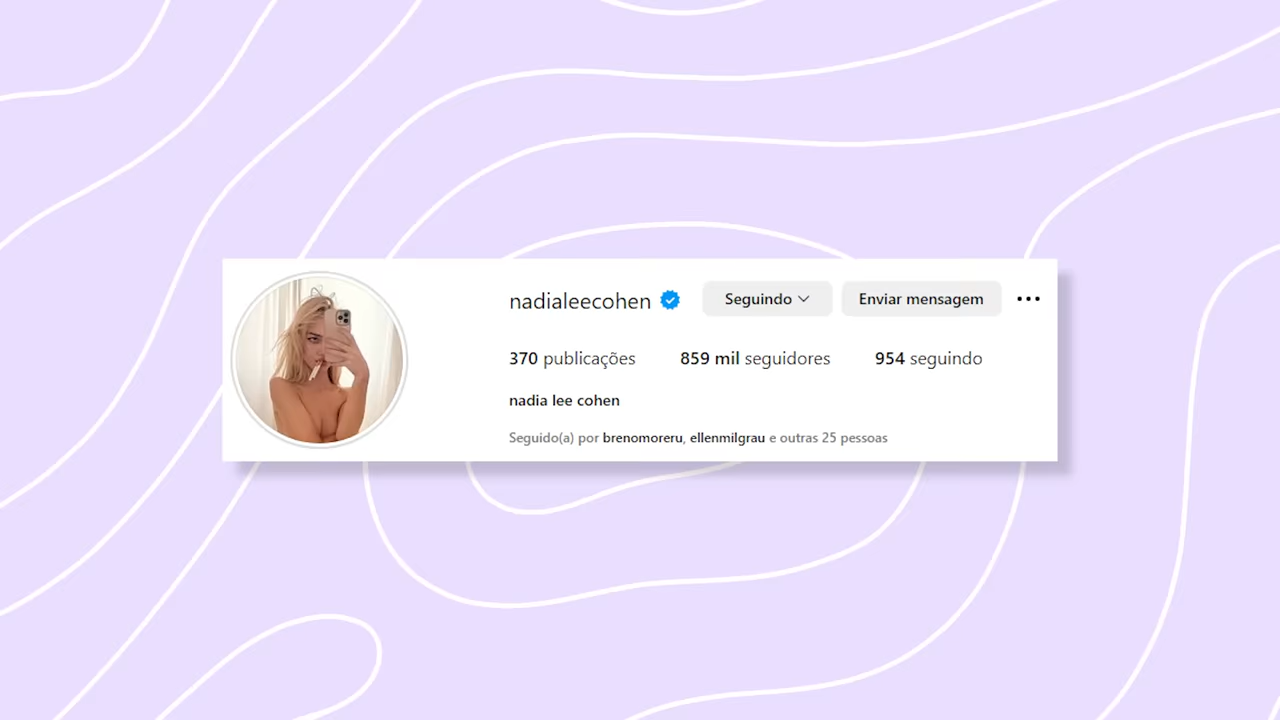 nadialeecohen Seguindo Enviar mensagem
370 publicações 859 mil seguidores 954 seguindo
nadia lee cohen
Seguido(a) por brenomoreru, ellenmilgrau e outras 25 pessoas